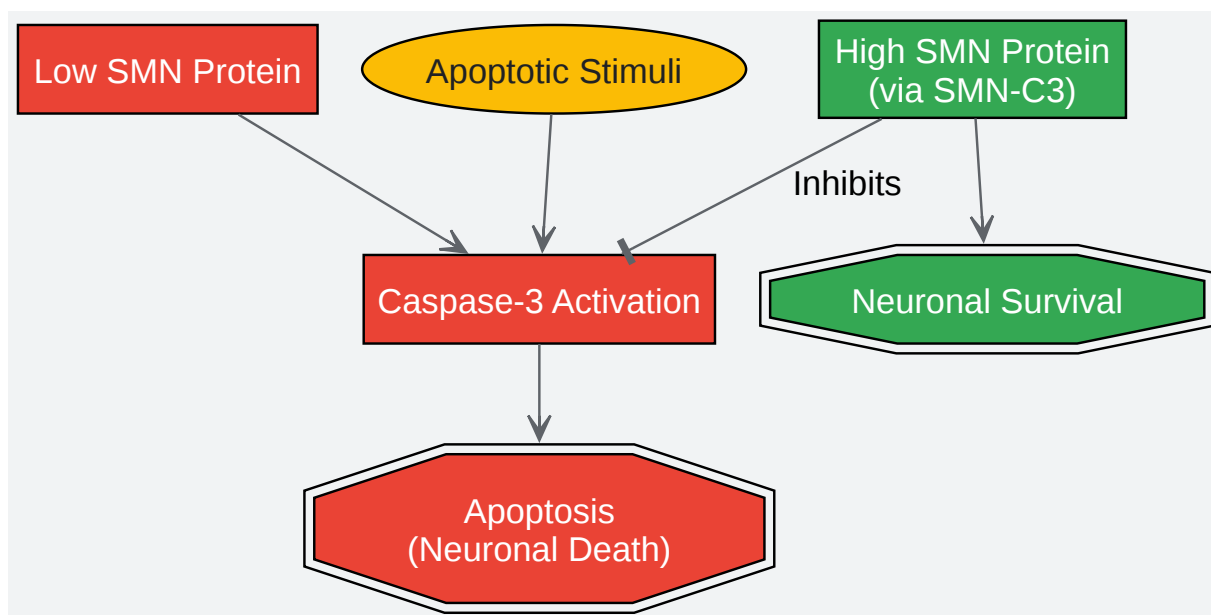 Low SMN Protein
Apoptotic Stimuli
High SMN Protein
(via SMN-C3)
Inhibits
Caspase-3 Activation
Neuronal Survival
Apoptosis
(Neuronal Death)